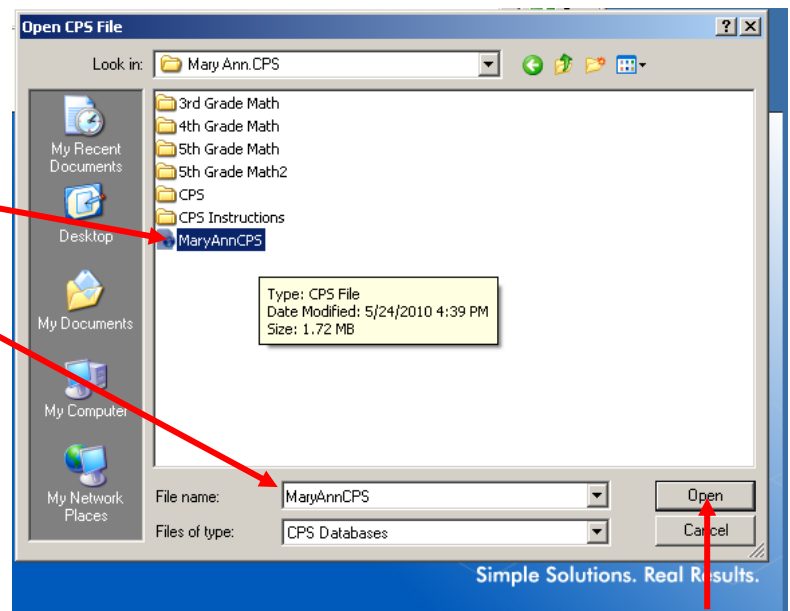 Open CPS File
Look in: Mary Ann.CPS
My Recent
Documents
Desktop
My Documents
My Computer
My Network
Places
3rd Grade Math
4th Grade Math
5th Grade Math
5th Grade Math2
CPS
CPS Instructions
MaryAnnCPS
Type: CPS File
Date Modified: 5/24/2010 4:39 PM
Size: 1.72 MB
File name: MaryAnnCPS Open
Files of type: CPS Databases Cancel
Simple Solutions. Real Results.